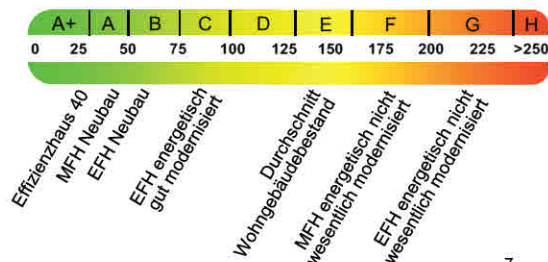 A+ A B C D E F G H
0 25 50 75 100 125 150 175 200 225 >250
Effizienzhaus 40
MFH Neubau
EFH Neubau
EFH energetisch
gut modernisiert
Durchschnitt
Wohngebäudebestand
MFH energetisch nicht
wesentlich modernisiert
EFH energetisch nicht
wesentlich modernisiert
7